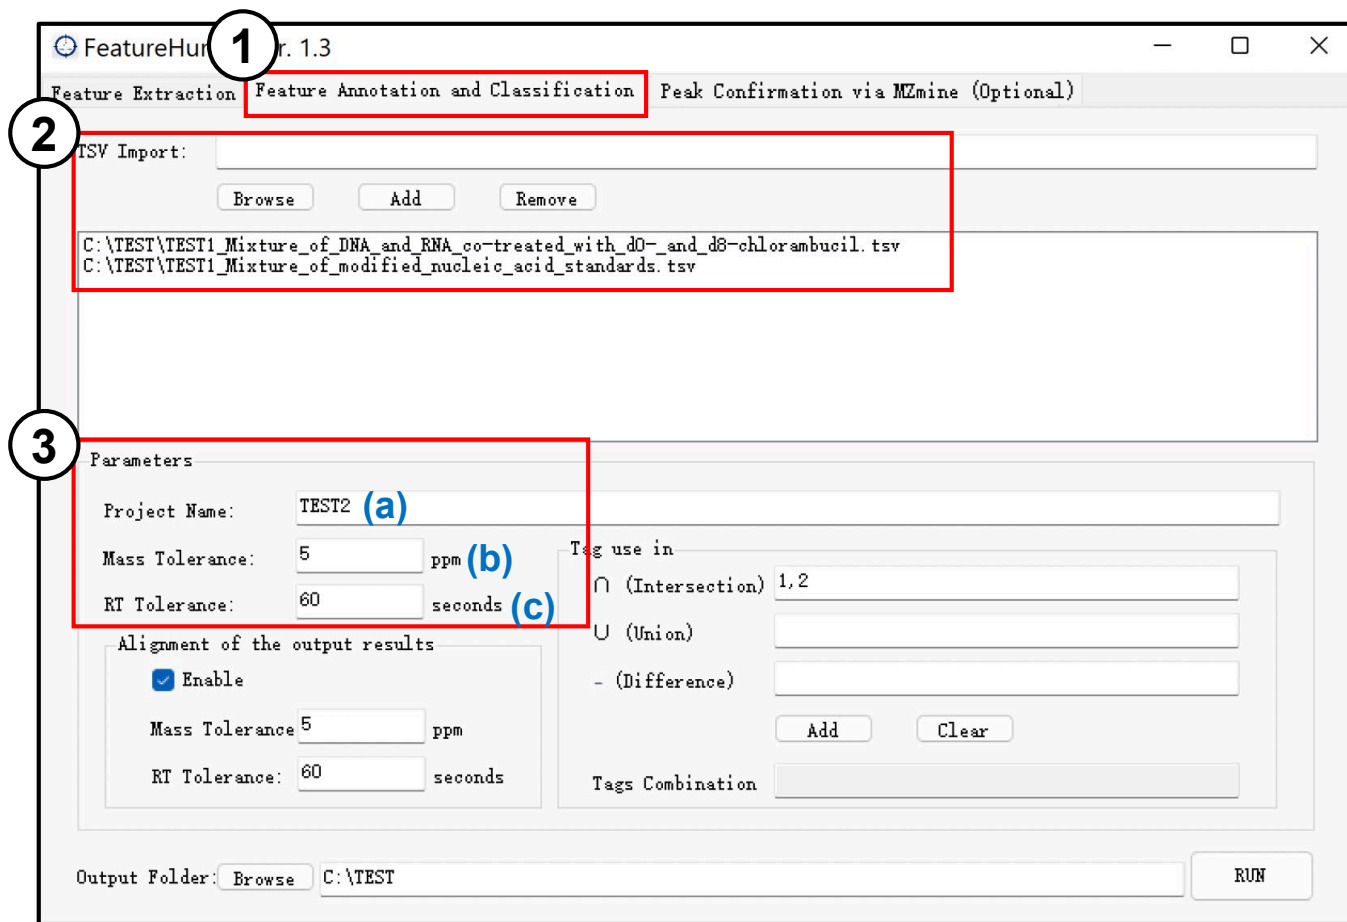 1
FeatureHun r. 1.3
Feature Extraction Feature Annotation and Classification Peak Confirmation via MZmine (Optional)
2
TSV Import:
Browse Add Remove
C:\TEST\TEST1_Mixture_of_DNA_and_RNA_co-treated_with_d0-_and_d8-chlorambucil.tsv
C:\TEST\TEST1_Mixture_of_modified_nucleic_acid_standards.tsv
3
Parameters
Project Name: TEST2 (a)
Mass Tolerance: 5 ppm (b)
RT Tolerance: 60 seconds (c)
Alignment of the output results
Enable
Mass Tolerance 5 ppm
RT Tolerance: 60 seconds
Tag use in
∩ (Intersection) 1,2
U (Union)
- (Difference)
Add Clear
Tags Combination
Output Folder: Browse C:\TEST RUN